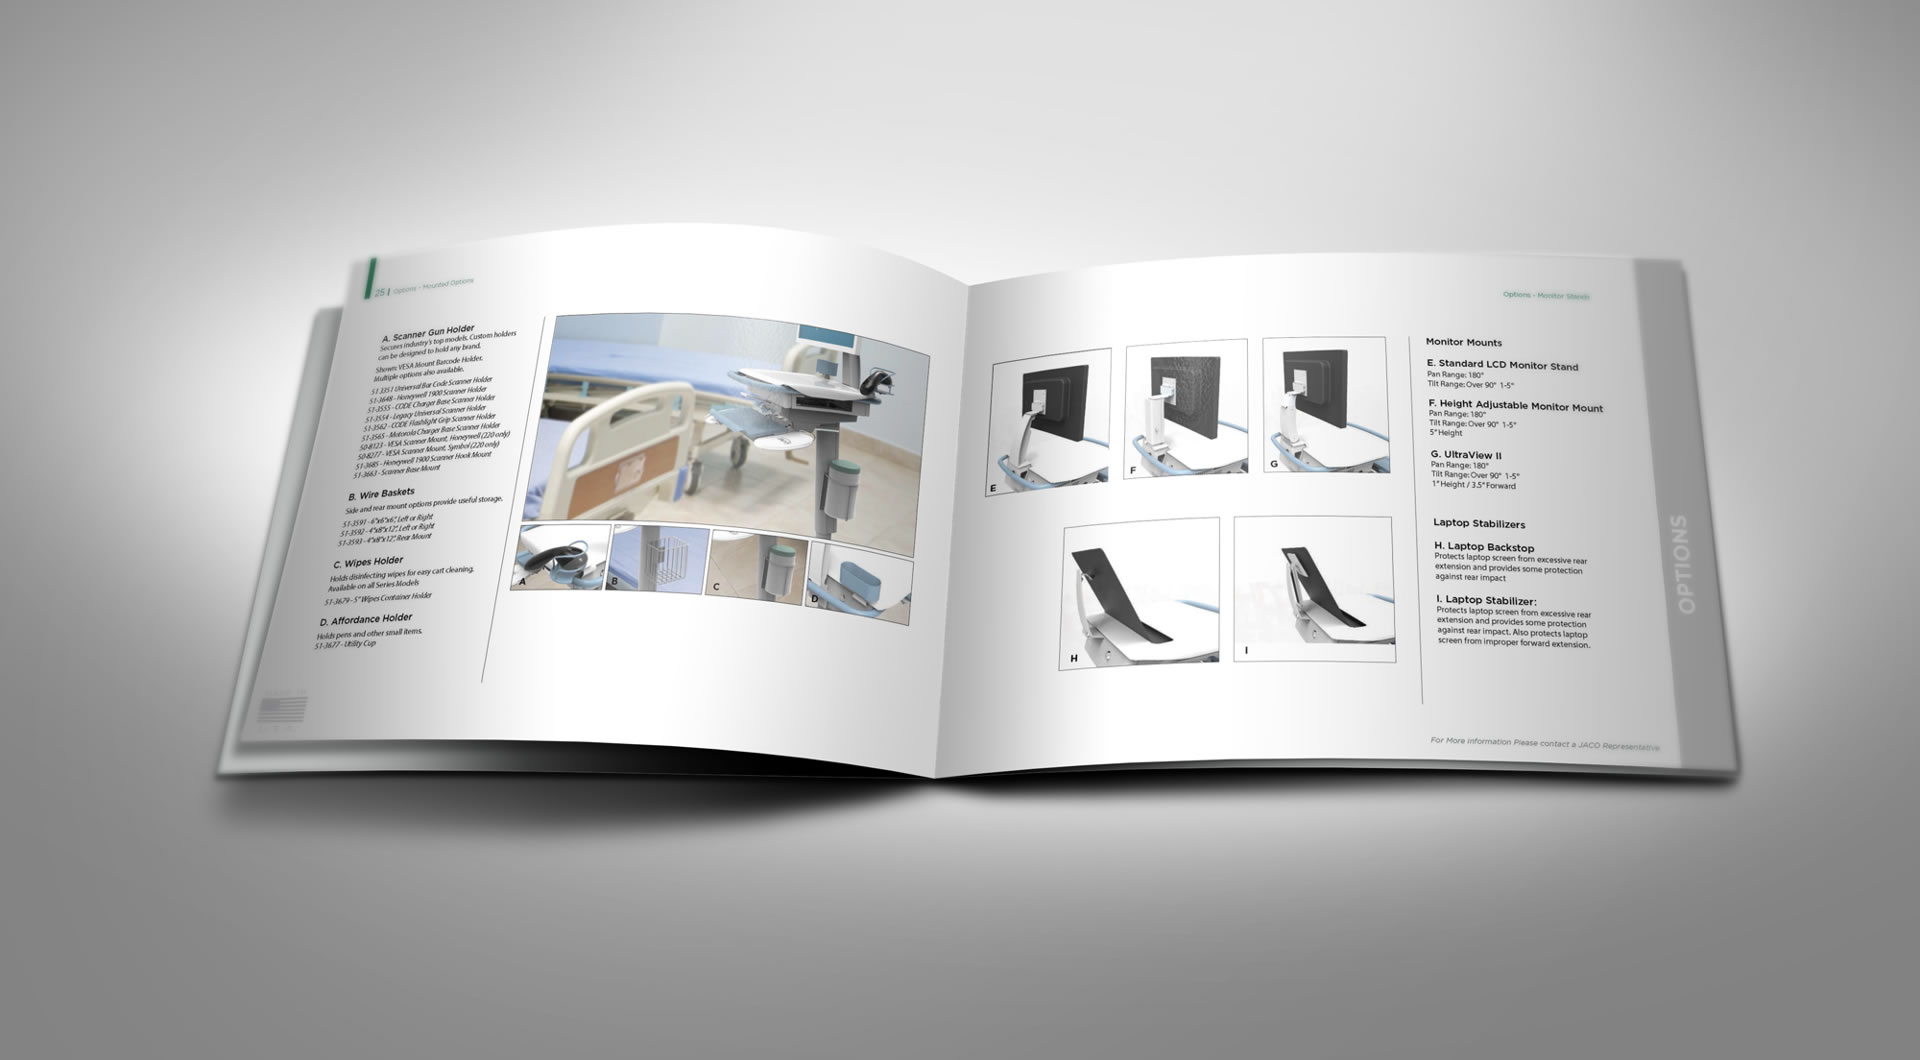 25 | Options - Mounted Options
A. Scanner Gun Holder
Secures industry's top models. Custom holders
can be designed to hold any brand.
Shown: VESA Mount Barcode Holder.
Multiple options also available.
51-3351 Universal Bar Code Scanner Holder
51-3648 - Honeywell 1900 Scanner Holder
51-3555 - CODE Charger Base Scanner Holder
51-3554 - Legacy Universal Scanner Holder
51-3562 - CODE Flashlight Grip Scanner Holder
51-3565 - Motorola Charger Base Scanner Holder
50-8123 - VESA Scanner Mount, Honeywell (220 only)
50-8277 - VESA Scanner Mount, Symbol (220 only)
51-3685 - Honeywell 1900 Scanner Hook Mount
51-3663 - Scanner Base Mount
B. Wire Baskets
Side and rear mount options provide useful storage.
51-3591 - 6"x6"x6", Left or Right
51-3592 - 4"x8"x12", Left or Right
51-3593 - 4"x8"x12", Rear Mount
C. Wipes Holder
Holds disinfecting wipes for easy cart cleaning.
Available on all Series Models
51-3679 - 5" Wipes Container Holder
D. Affordance Holder
Holds pens and other small items.
51-3677 - Utility Cup
MADE IN
U.S.A.
A
B
C
D
Options - Monitor Stands
E
F
G
H
I
Monitor Mounts
E. Standard LCD Monitor Stand
Pan Range: 180°
Tilt Range: Over 90° 1-5°
F. Height Adjustable Monitor Mount
Pan Range: 180°
Tilt Range: Over 90° 1-5°
5" Height
G. UltraView II
Pan Range: 180°
Tilt Range: Over 90° 1-5°
1" Height / 3.5" Forward
Laptop Stabilizers
H. Laptop Backstop
Protects laptop screen from excessive rear
extension and provides some protection
against rear impact
I. Laptop Stabilizer:
Protects laptop screen from excessive rear
extension and provides some protection
against rear impact. Also protects laptop
screen from improper forward extension.
OPTIONS
For More Information Please contact a JACO Representative